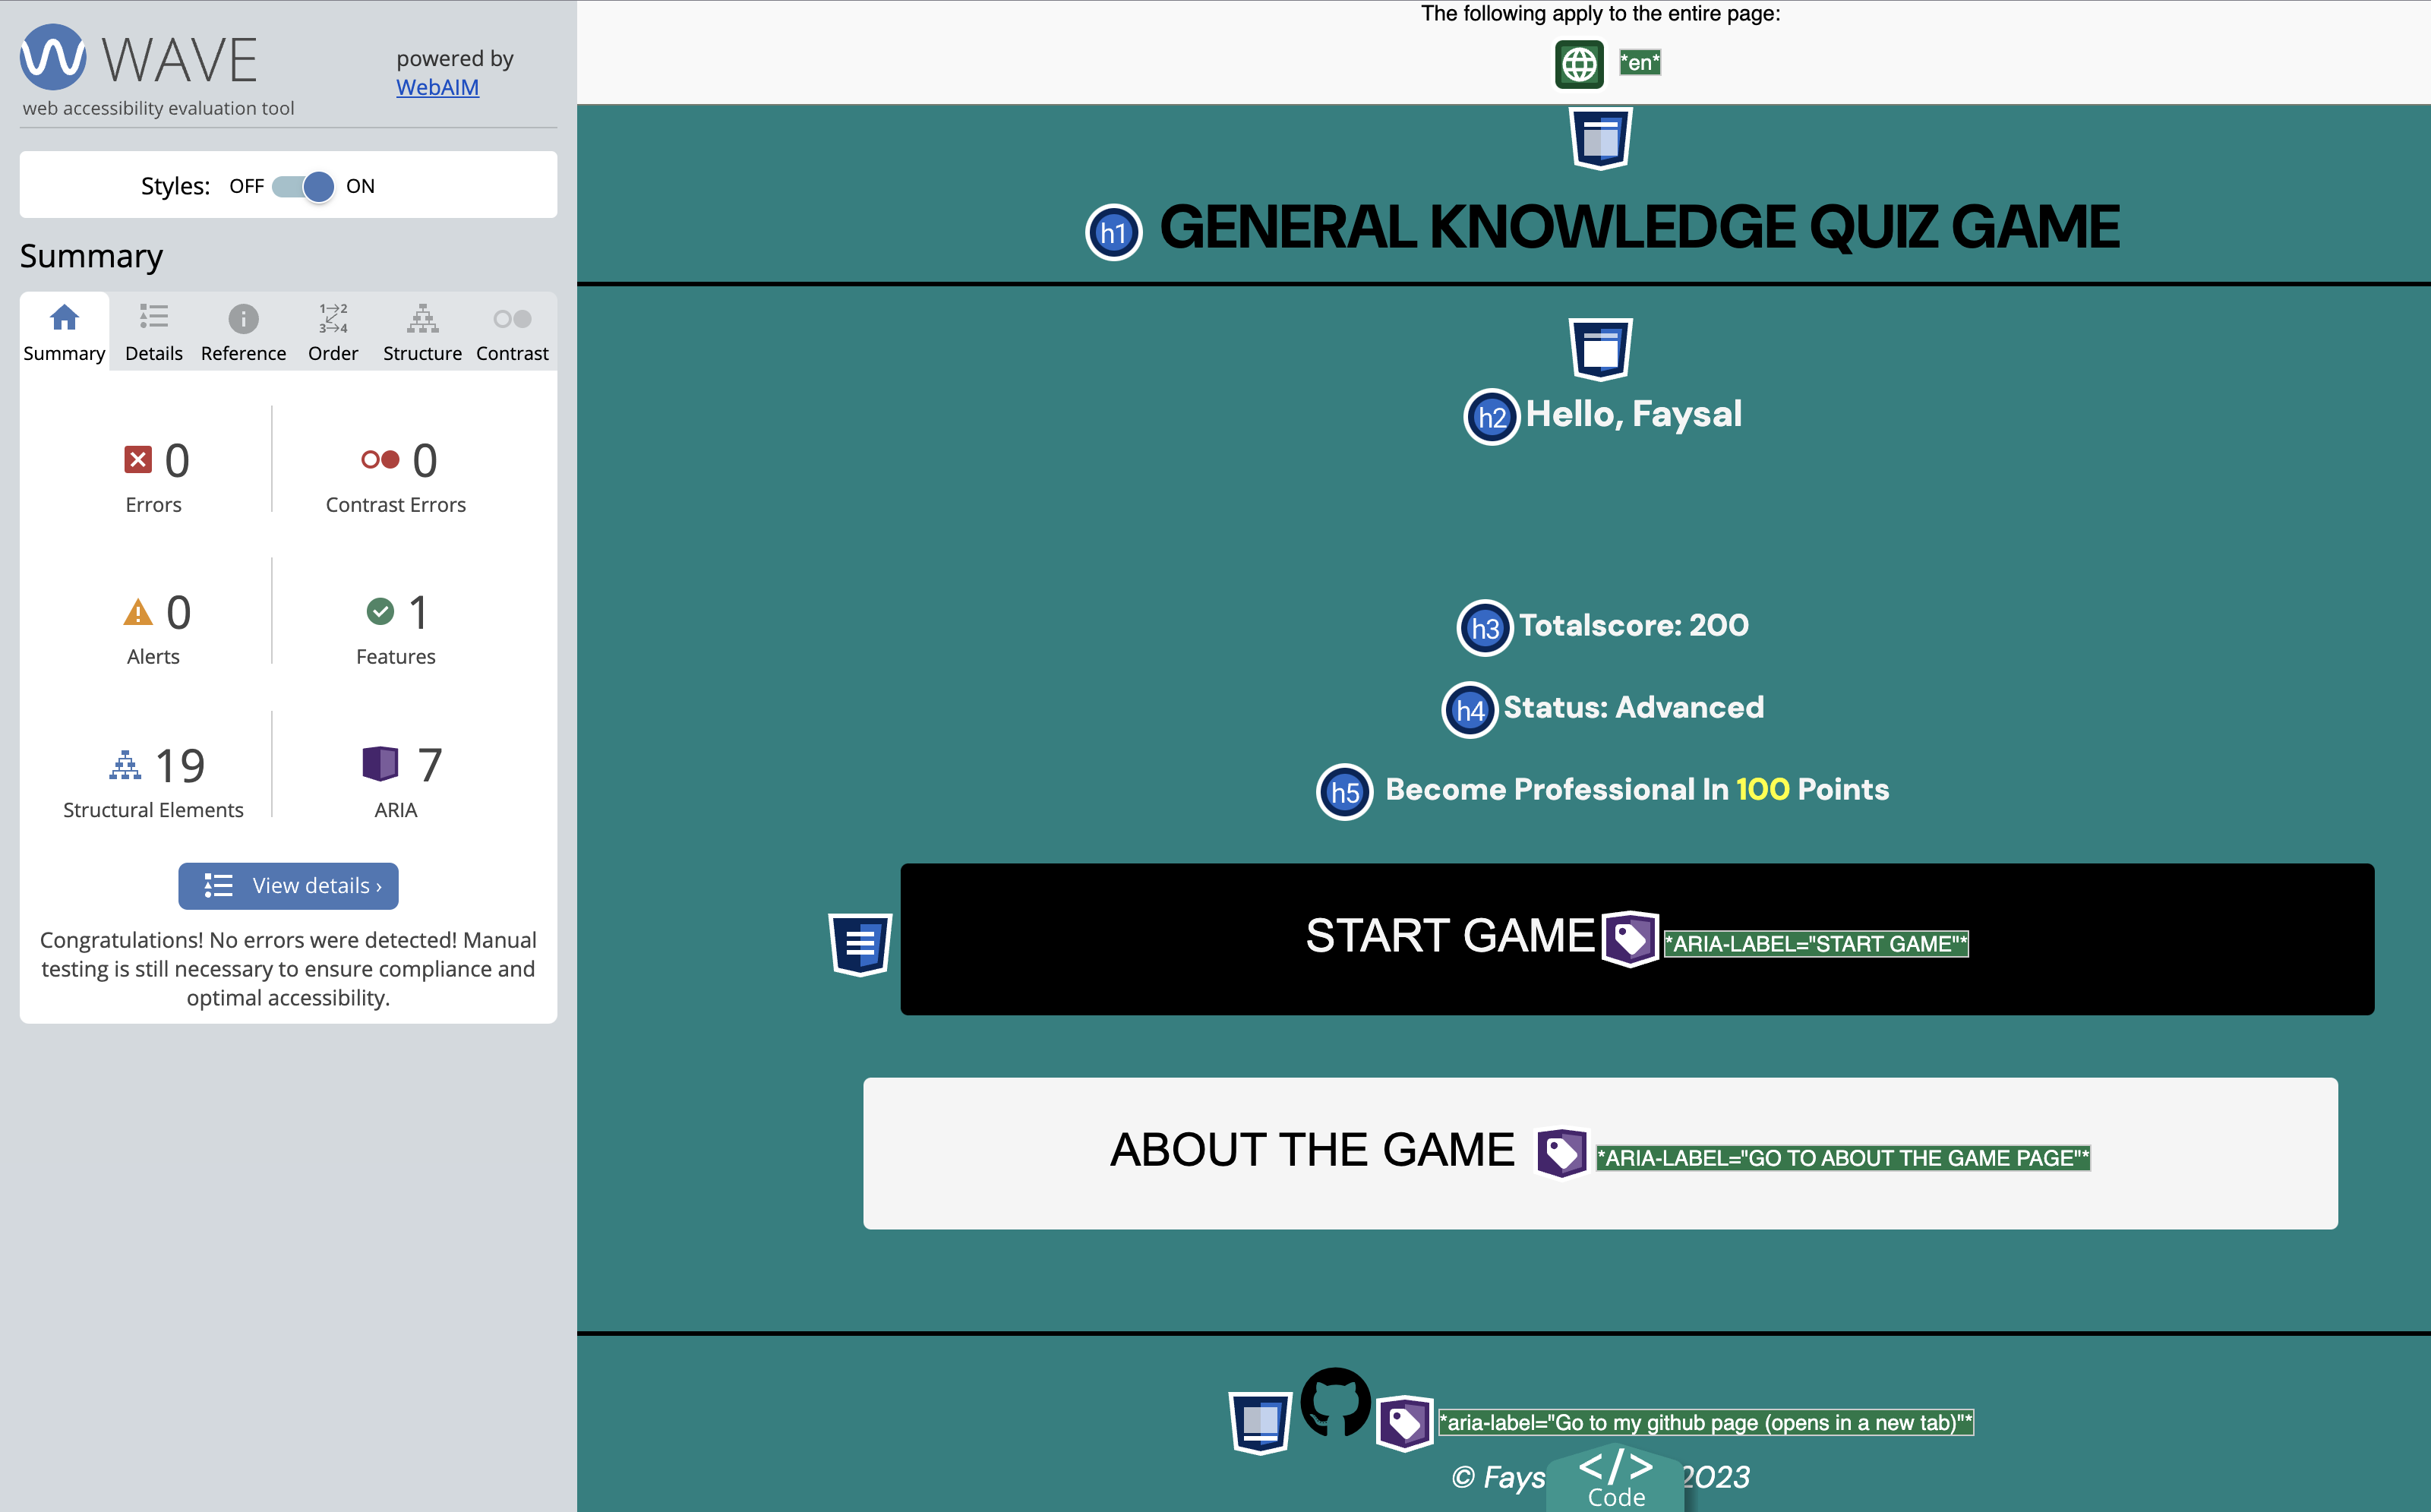 WAVE
powered by
WebAIM
web accessibility evaluation tool
Styles: OFF ON
Summary
Summary
Details
Reference
1→2
3→4
Order
Structure
Contrast
0
Errors
0
Contrast Errors
0
Alerts
1
Features
19
Structural Elements
7
ARIA
View details ›
Congratulations! No errors were detected! Manual
testing is still necessary to ensure compliance and
optimal accessibility.
The following apply to the entire page:
*en*
h1 GENERAL KNOWLEDGE QUIZ GAME
h2 Hello, Faysal
h3 Totalscore: 200
h4 Status: Advanced
h5 Become Professional In 100 Points
START GAME *ARIA-LABEL="START GAME"*
ABOUT THE GAME *ARIA-LABEL="GO TO ABOUT THE GAME PAGE"*
*aria-label="Go to my github page (opens in a new tab)"*
© 2023
</> 
Code